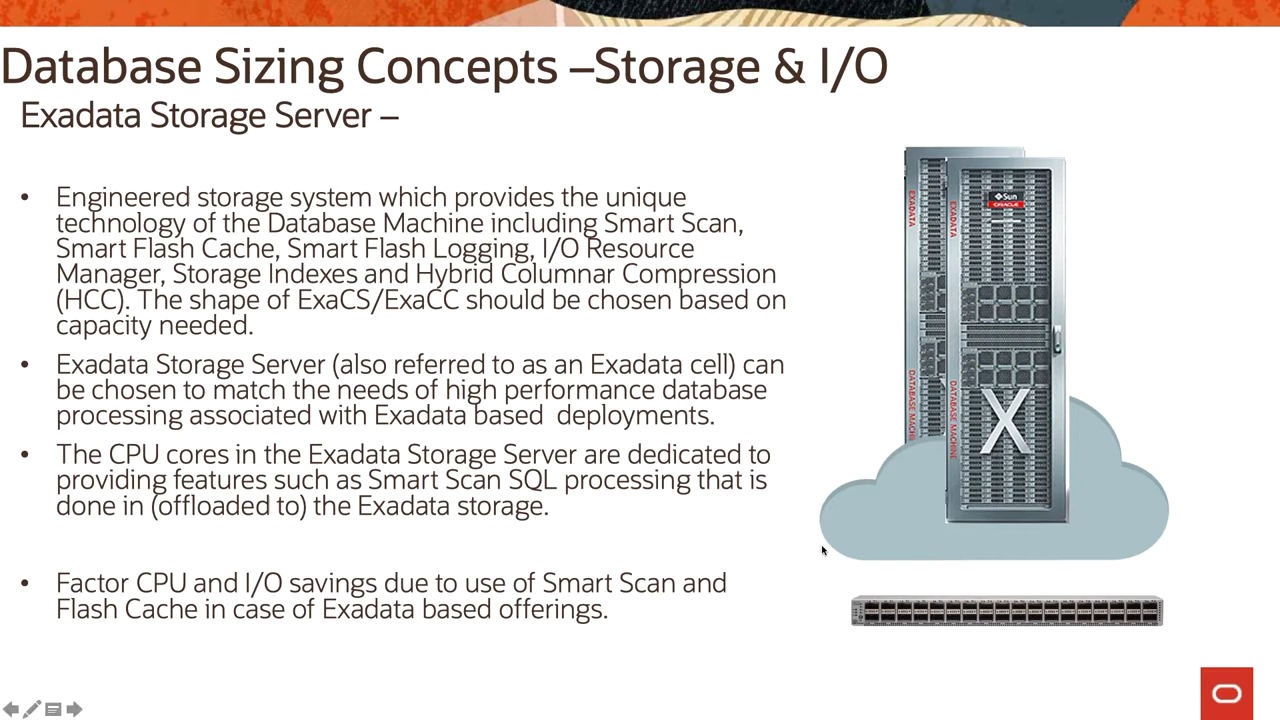 Database Sizing Concepts –Storage & I/O
Exadata Storage Server –
• Engineered storage system which provides the unique
technology of the Database Machine including Smart Scan,
Smart Flash Cache, Smart Flash Logging, I/O Resource
Manager, Storage Indexes and Hybrid Columnar Compression
(HCC). The shape of ExaCS/ExaCC should be chosen based on
capacity needed.
• Exadata Storage Server (also referred to as an Exadata cell) can
be chosen to match the needs of high performance database
processing associated with Exadata based  deployments.
• The CPU cores in the Exadata Storage Server are dedicated to
providing features such as Smart Scan SQL processing that is
done in (offloaded to) the Exadata storage.
• Factor CPU and I/O savings due to use of Smart Scan and
Flash Cache in case of Exadata based offerings.
EXADATA
DATABASE MACHINE
EXADATA
DATABASE MACHINE
Sun
ORACLE
X